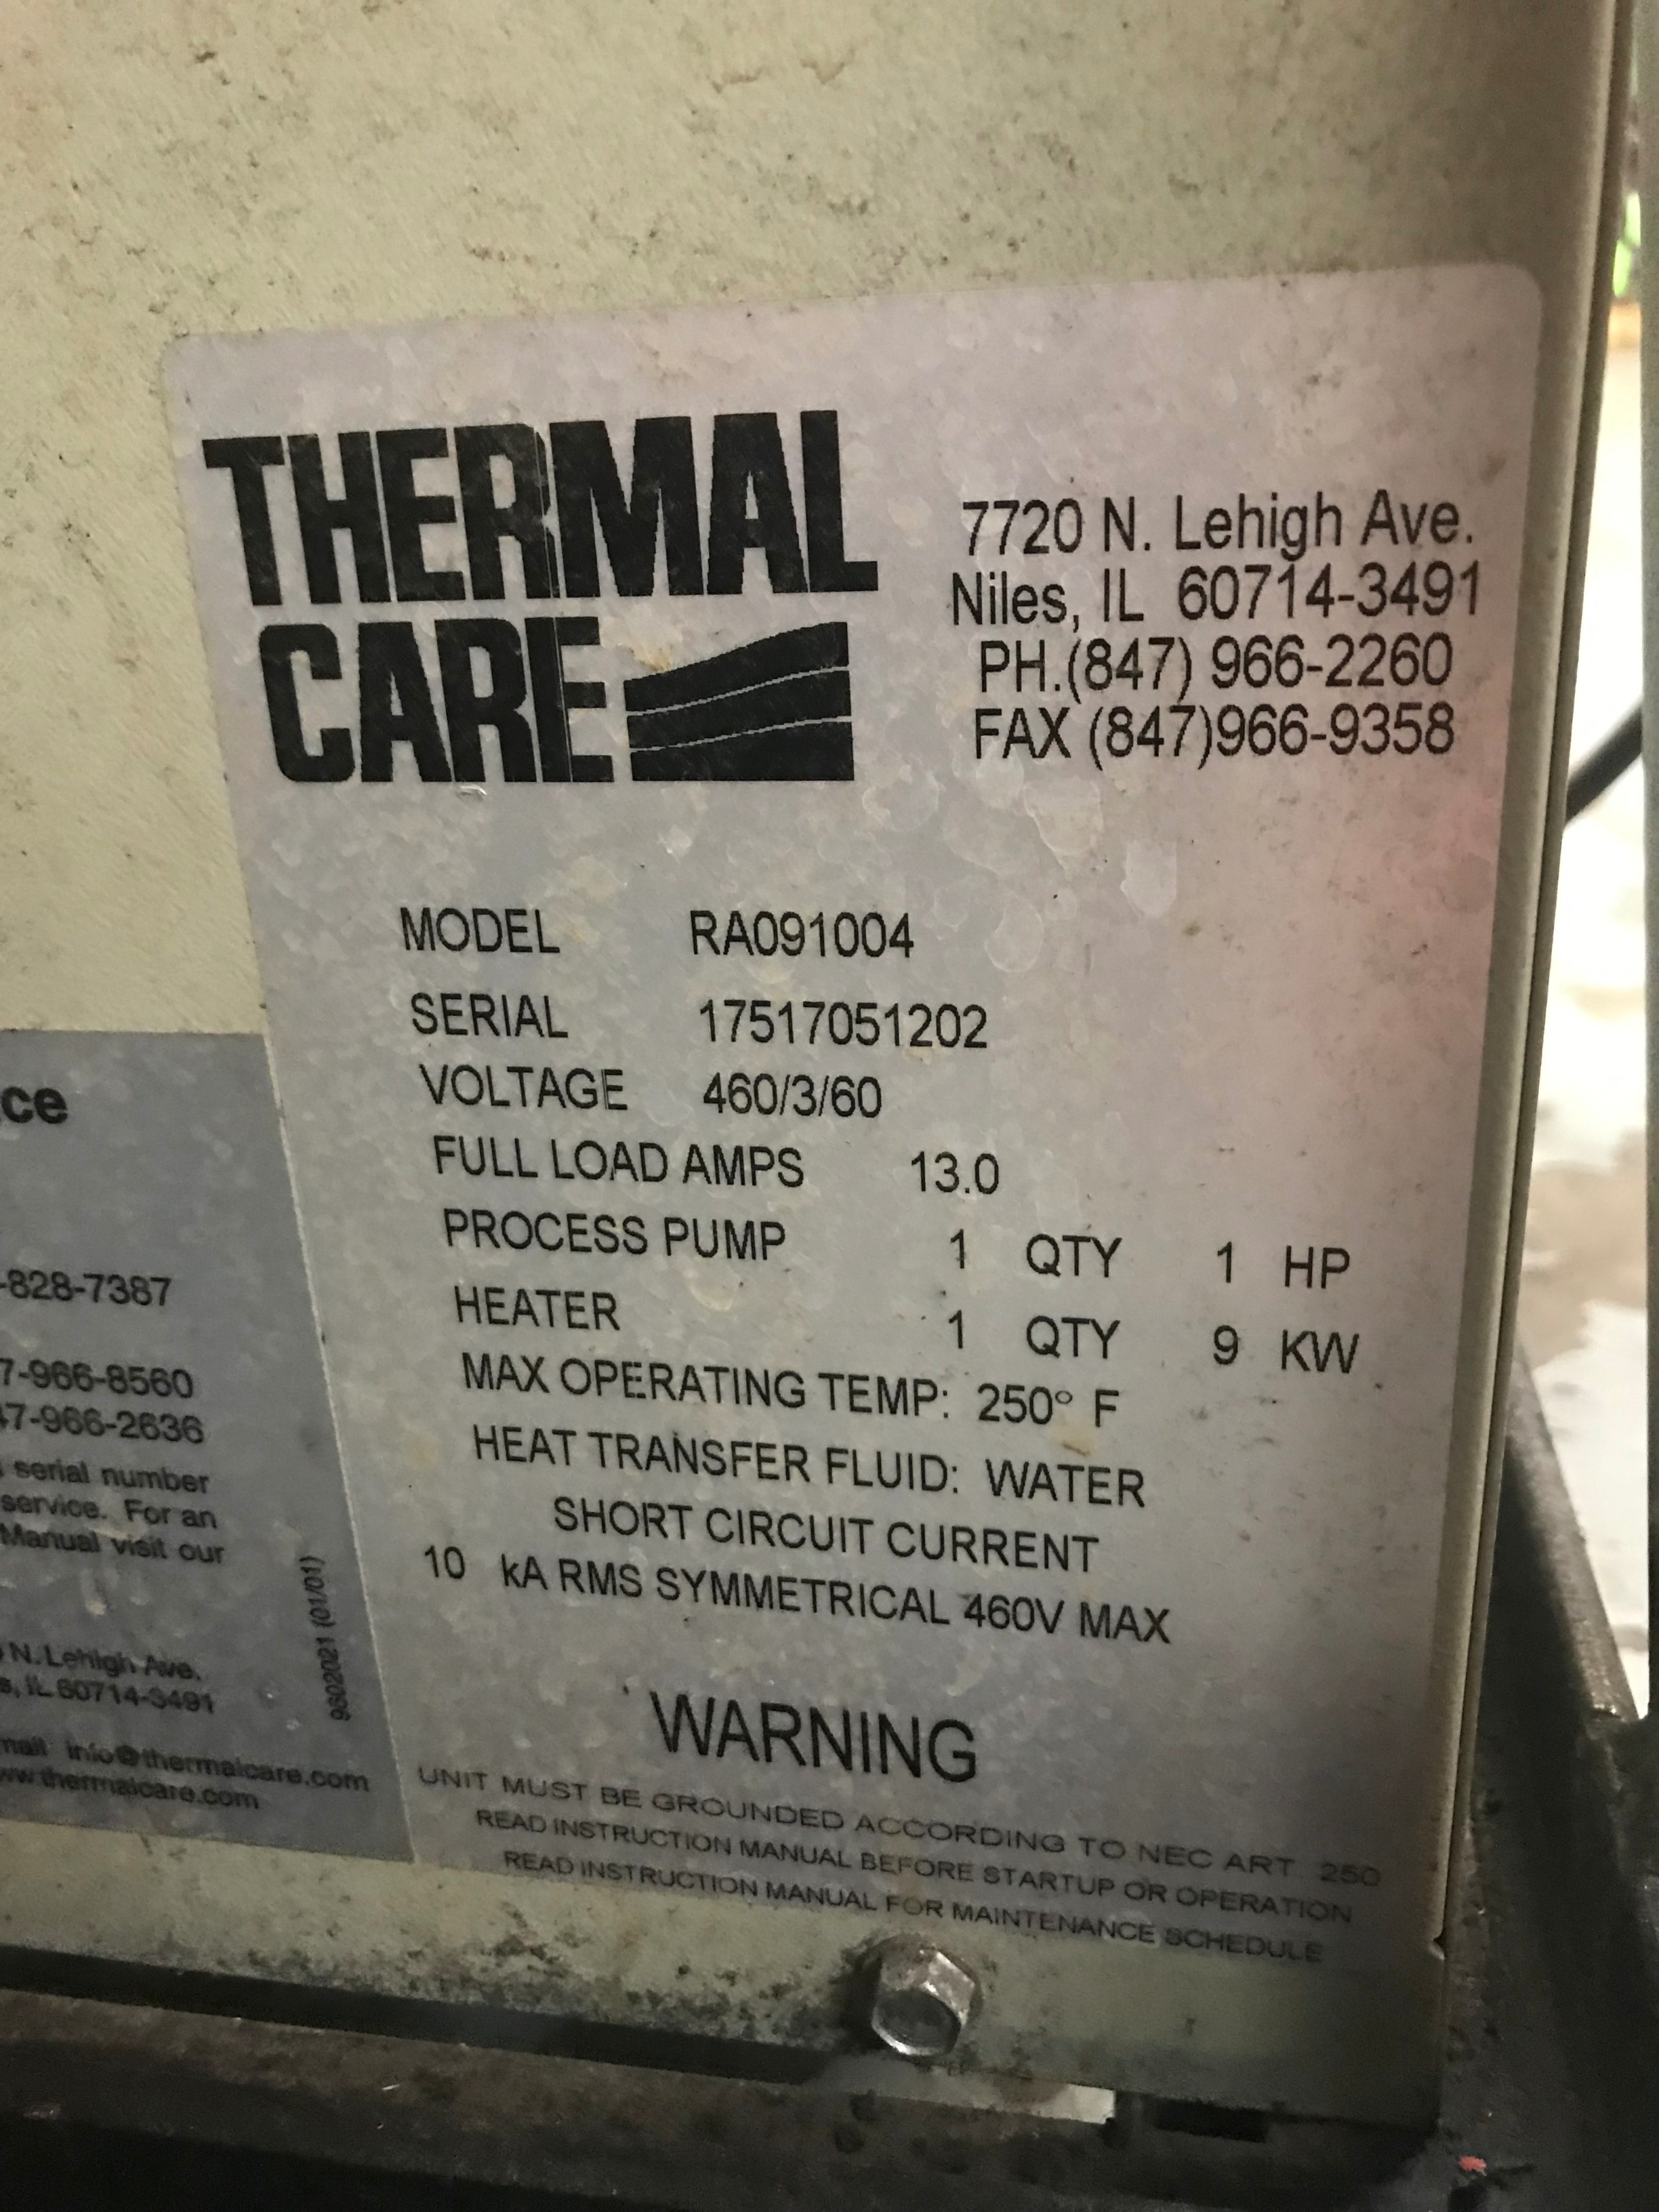 THERMAL
CARE
7720 N. Lehigh Ave.
Niles, IL 60714-3491
PH.(847) 966-2260
FAX (847)966-9358
MODEL RA091004
SERIAL 17517051202
VOLTAGE 460/3/60
FULL LOAD AMPS 13.0
PROCESS PUMP 1 QTY 1 HP
HEATER 1 QTY 9 KW
MAX OPERATING TEMP: 250° F
HEAT TRANSFER FLUID: WATER
SHORT CIRCUIT CURRENT
10 kA RMS SYMMETRICAL 460V MAX
WARNING
UNIT MUST BE GROUNDED ACCORDING TO NEC ART 250
READ INSTRUCTION MANUAL BEFORE STARTUP OR OPERATION
READ INSTRUCTION MANUAL FOR MAINTENANCE SCHEDULE
ce
-828-7387
7-966-8560
47-966-2636
serial number
service. For an
Manual visit our
N. Lehigh Ave.
s, IL 60714-3491
mail info@thermalcare.com
ww.thermalcare.com
9802021 (01/01)